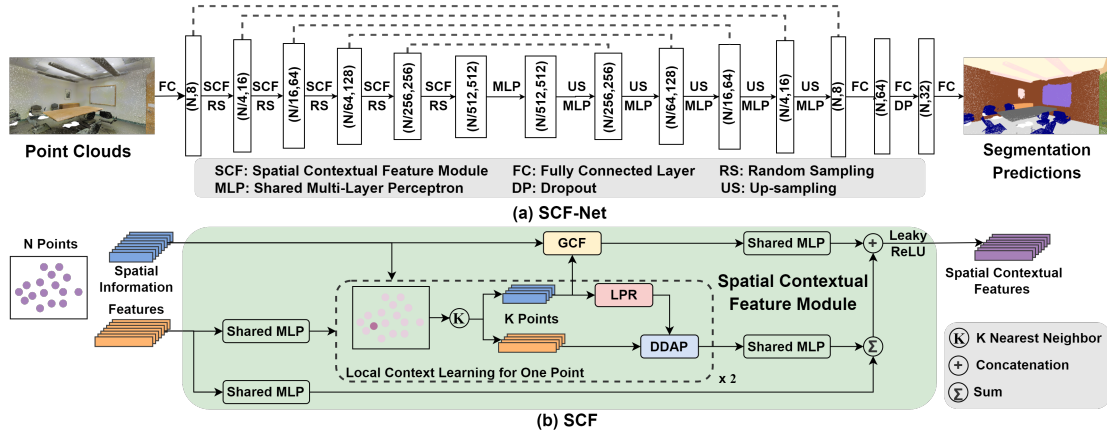 FC
(N,8)
SCF
RS
(N/4,16)
SCF
RS
(N/16,64)
SCF
RS
(N/64,128)
SCF
RS
(N/256,256)
SCF
RS
(N/512,512)
MLP
(N/512,512)
US
MLP
(N/256,256)
US
MLP
(N/64,128)
US
MLP
(N/16,64)
US
MLP
(N/4,16)
US
MLP
(N,8)
FC
(N,64)
FC
DP
(N,32)
FC
Point Clouds
Segmentation
Predictions
SCF: Spatial Contextual Feature Module
FC: Fully Connected Layer
RS: Random Sampling
MLP: Shared Multi-Layer Perceptron
DP: Dropout
US: Up-sampling
(a) SCF-Net
N Points
Spatial
Information
Features
GCF
Shared MLP
+
Leaky
ReLU
Spatial Contextual
Features
Spatial Contextual
Feature Module
Shared MLP
K
K Points
LPR
DDAP
Shared MLP
Σ
Local Context Learning for One Point
x 2
Shared MLP
K K Nearest Neighbor
+ Concatenation
Σ Sum
(b) SCF